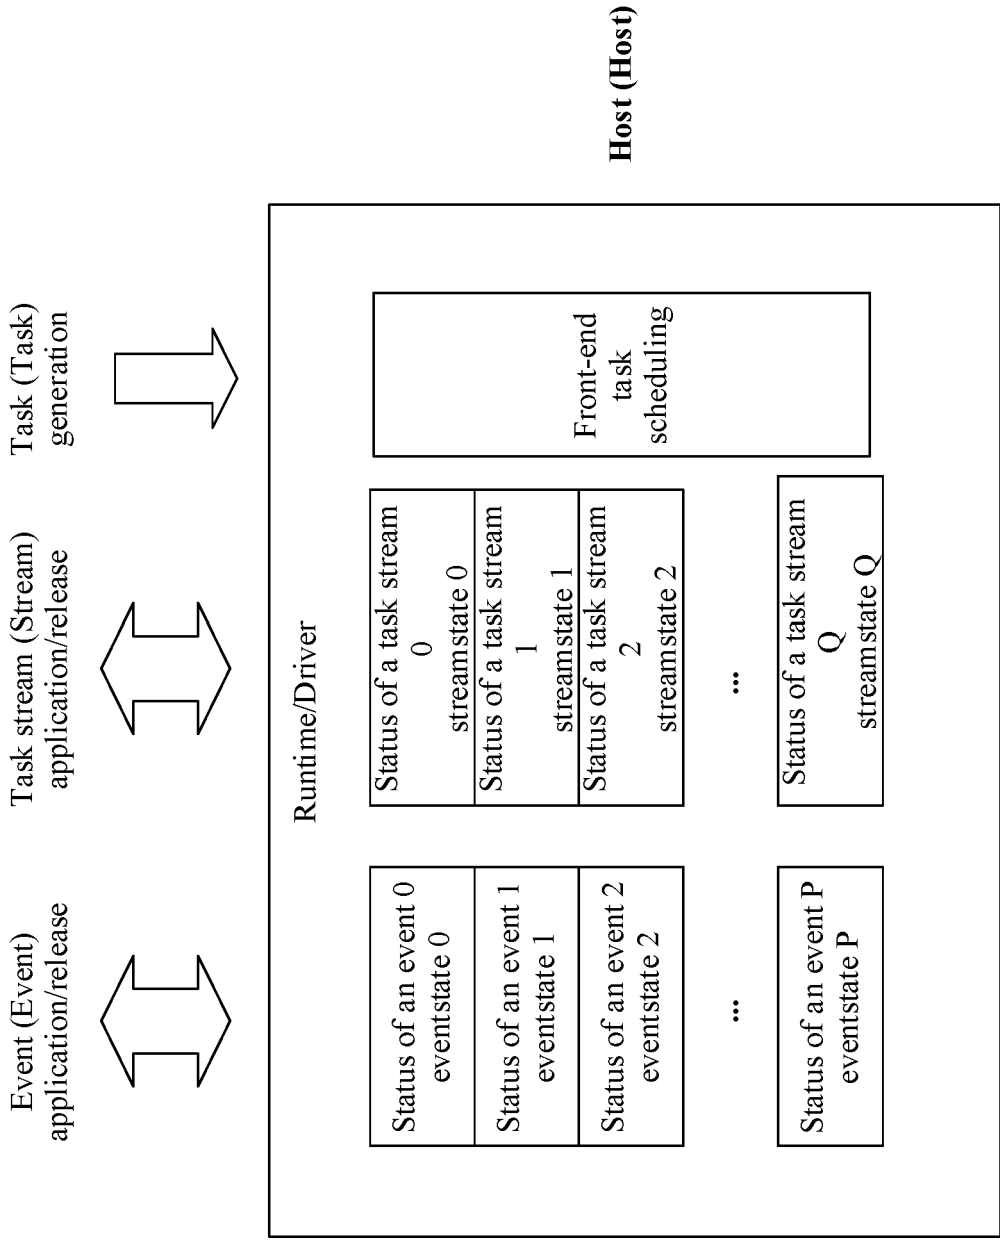 Event (Event)
application/release
Task stream (Stream)
application/release
Task (Task)
generation
Runtime/Driver
Status of an event 0
eventstate 0
Status of an event 1
eventstate 1
Status of an event 2
eventstate 2
...
Status of an event P
eventstate P
Status of a task stream
0
streamstate 0
Status of a task stream
1
streamstate 1
Status of a task stream
2
streamstate 2
...
Status of a task stream
Q
streamstate Q
Front-end
task
scheduling
Host (Host)